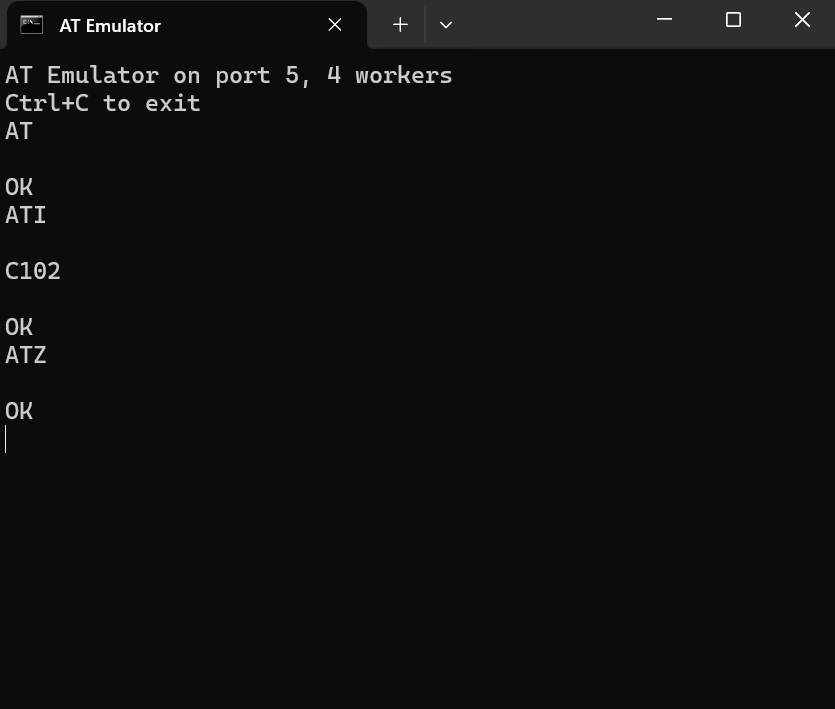 AT Emulator
AT Emulator on port 5, 4 workers
Ctrl+C to exit
AT
OK
ATI
C102
OK
ATZ
OK